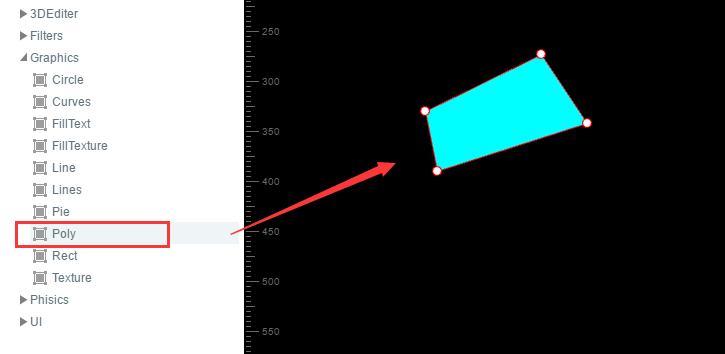 3DEditer
Filters
Graphics
Circle
Curves
FillText
FillTexture
Line
Lines
Pie
Poly
Rect
Texture
Phisics
UI
250
300
350
400
450
500
550